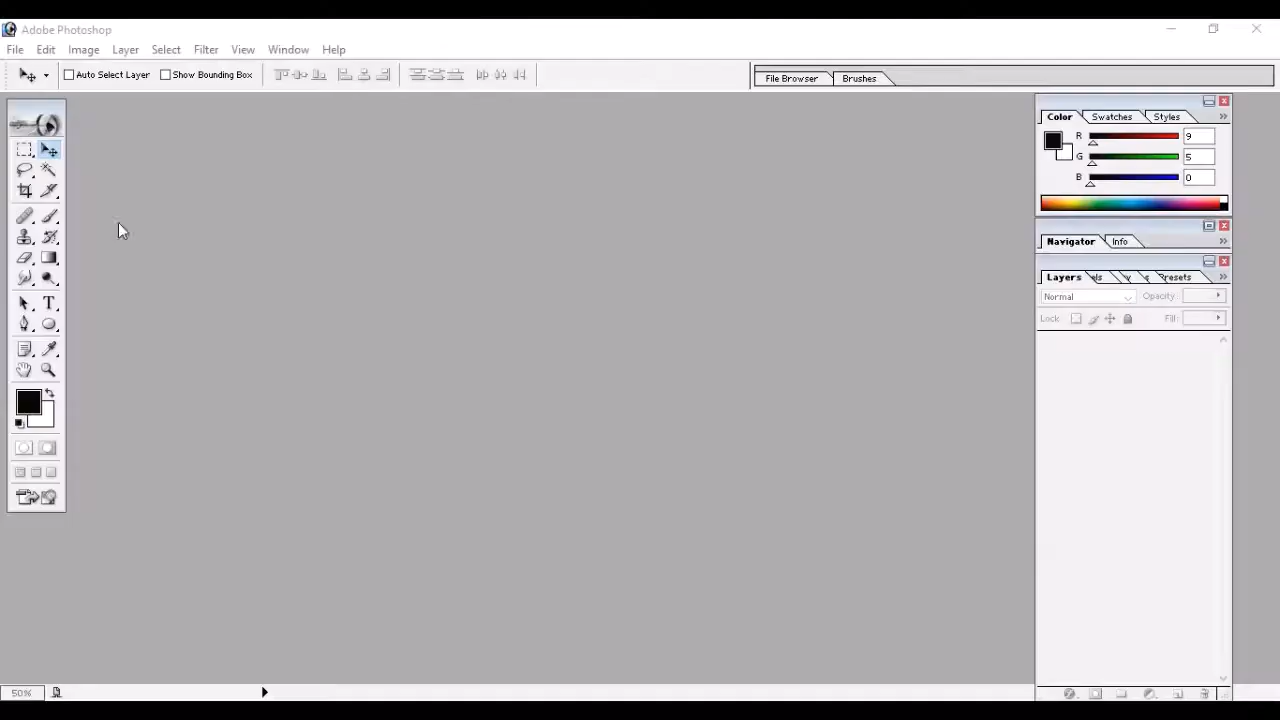 Adobe Photoshop
File Edit Image Layer Select Filter View Window Help
Auto Select Layer Show Bounding Box File Browser Brushes
Color Swatches Styles
R 9
G 5
B 0
Navigator Info
Layers Presets
Normal Opacity:
Lock: Fill:
T
50%